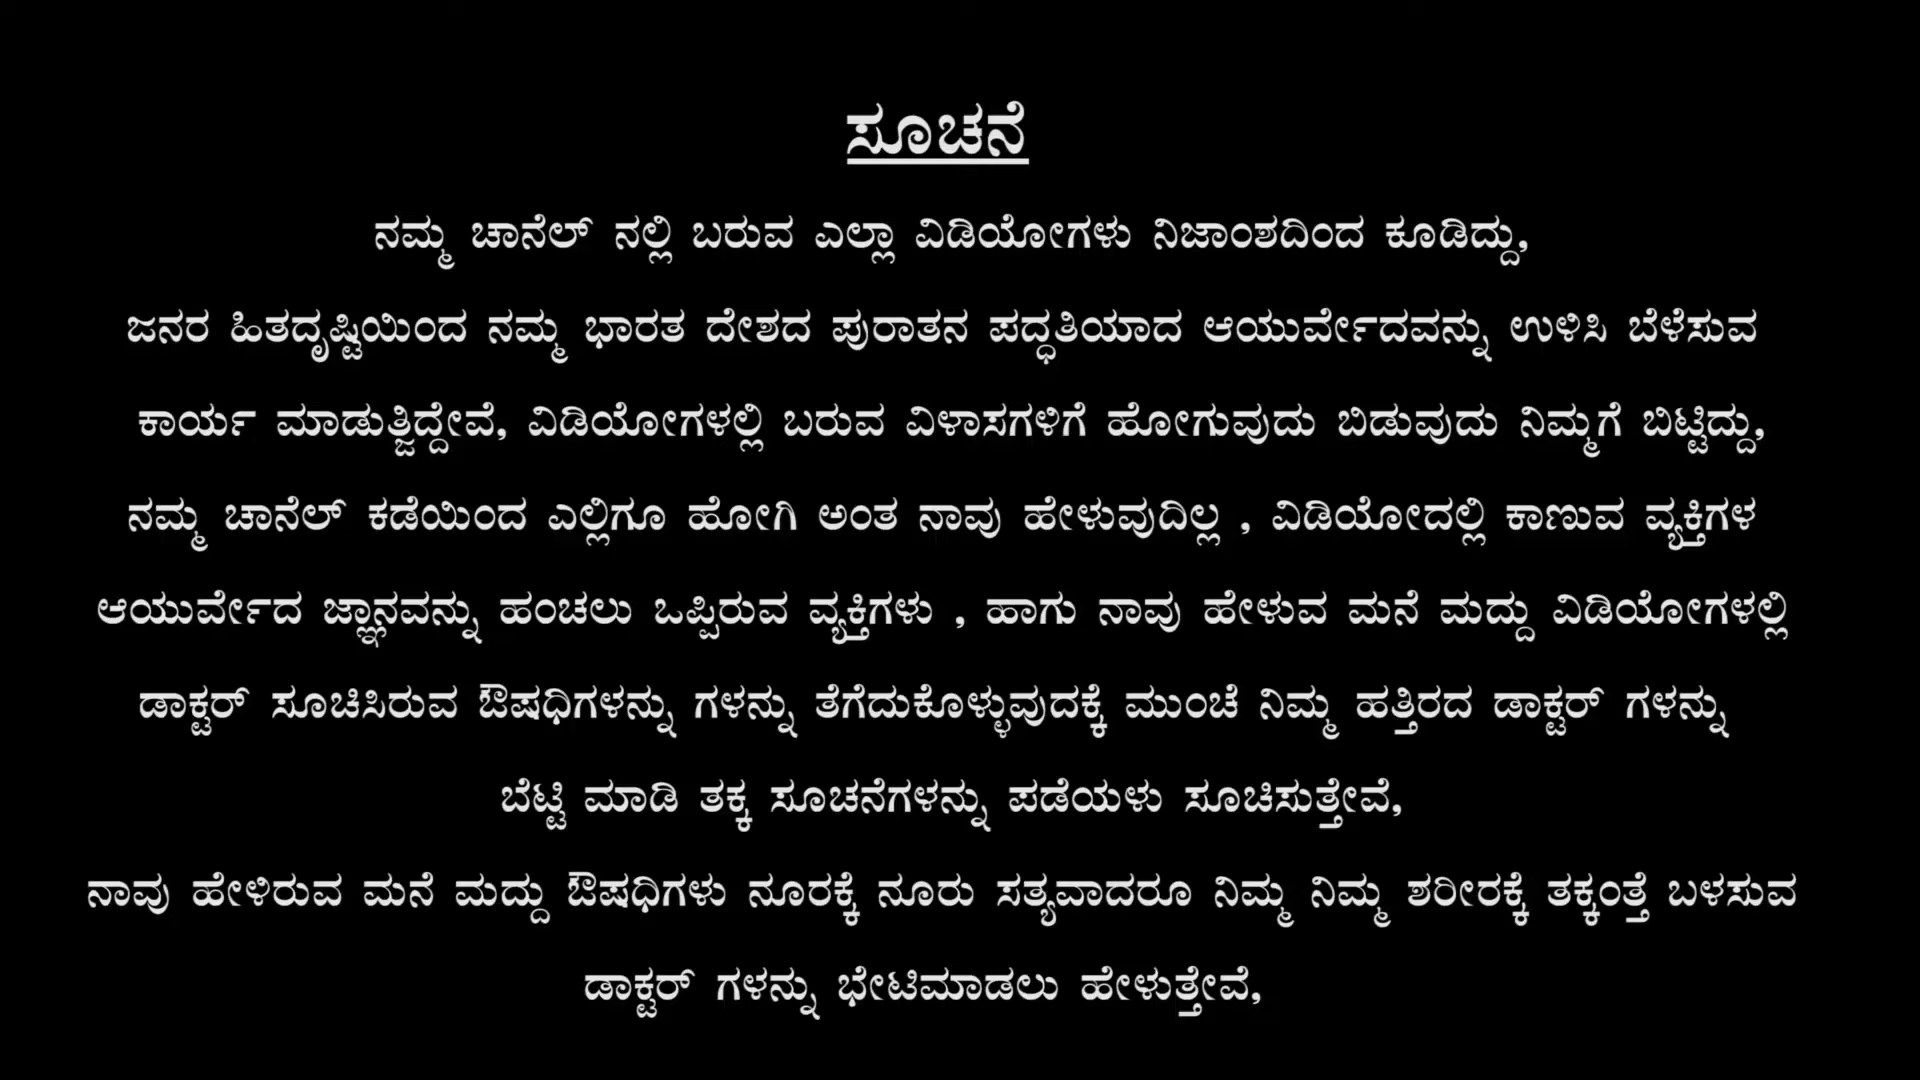 ಸೂಚನೆ
ನಮ್ಮ ಚಾನೆಲ್ ನಲ್ಲಿ ಬರುವ ಎಲ್ಲಾ ವಿಡಿಯೋಗಳು ನಿಜಾಂಶದಿಂದ ಕೂಡಿದ್ದು,
ಜನರ ಹಿತದೃಷ್ಟಿಯಿಂದ ನಮ್ಮ ಭಾರತ ದೇಶದ ಪುರಾತನ ಪದ್ಧತಿಯಾದ ಆಯುರ್ವೇದವನ್ನು ಉಳಿಸಿ ಬೆಳೆಸುವ
ಕಾರ್ಯ ಮಾಡುತ್ಜಿದ್ದೇವೆ, ವಿಡಿಯೋಗಳಲ್ಲಿ ಬರುವ ವಿಳಾಸಗಳಿಗೆ ಹೋಗುವುದು ಬಿಡುವುದು ನಿಮ್ಮಗೆ ಬಿಟ್ಟಿದ್ದು,
ನಮ್ಮ ಚಾನೆಲ್ ಕಡೆಯಿಂದ ಎಲ್ಲಿಗೂ ಹೋಗಿ ಅಂತ ನಾವು ಹೇಳುವುದಿಲ್ಲ , ವಿಡಿಯೋದಲ್ಲಿ ಕಾಣುವ ವ್ಯಕ್ತಿಗಳ
ಆಯುರ್ವೇದ ಜ್ಞಾನವನ್ನು ಹಂಚಲು ಒಪ್ಪಿರುವ ವ್ಯಕ್ತಿಗಳು , ಹಾಗು ನಾವು ಹೇಳುವ ಮನೆ ಮದ್ದು ವಿಡಿಯೋಗಳಲ್ಲಿ
ಡಾಕ್ಟರ್ ಸೂಚಿಸಿರುವ ಔಷಧಿಗಳನ್ನು ಗಳನ್ನು ತೆಗೆದುಕೊಳ್ಳುವುದಕ್ಕೆ ಮುಂಚೆ ನಿಮ್ಮ ಹತ್ತಿರದ ಡಾಕ್ಟರ್ ಗಳನ್ನು
ಬೆಟ್ಟಿ ಮಾಡಿ ತಕ್ಕ ಸೂಚನೆಗಳನ್ನು ಪಡೆಯಳು ಸೂಚಿಸುತ್ತೇವೆ,
ನಾವು ಹೇಳಿರುವ ಮನೆ ಮದ್ದು ಔಷಧಿಗಳು ನೂರಕ್ಕೆ ನೂರು ಸತ್ಯವಾದರೂ ನಿಮ್ಮ ನಿಮ್ಮ ಶರೀರಕ್ಕೆ ತಕ್ಕಂತ್ತೆ ಬಳಸುವ
ಡಾಕ್ಟರ್ ಗಳನ್ನು ಭೇಟಿಮಾಡಲು ಹೇಳುತ್ತೇವೆ,